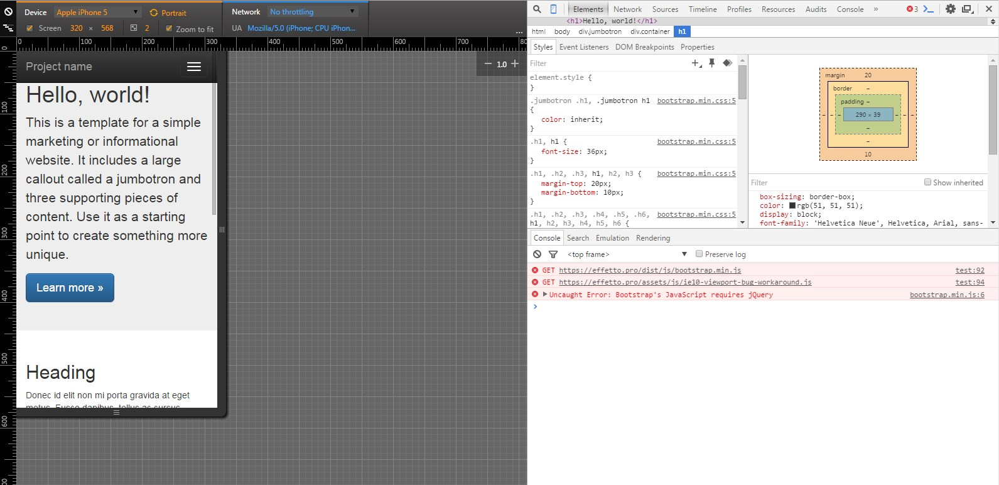 Device Apple iPhone 5 Portrait
Network No throttling
Screen 320 × 568 2 Zoom to fit
UA Mozilla/5.0 (iPhone; CPU iPhon...
...
0 100 200 300 400 500 600 700 80
0
100
200
300
400
500
600
1.0
Project name
Hello, world!
This is a template for a simple
marketing or informational
website. It includes a large
callout called a jumbotron and
three supporting pieces of
content. Use it as a starting
point to create something more
unique.
Learn more »
Heading
Donec id elit non mi porta gravida at eget
metus. Fusce dapibus, tellus ac cursus
Elements Network Sources Timeline Profiles Resources Audits Console » 3
<h1>Hello, world!</h1>
html body div.jumbotron div.container h1
Styles Event Listeners DOM Breakpoints Properties
Filter
element.style {
}
.jumbotron .h1, .jumbotron h1 bootstrap.min.css:5
{
color: inherit;
}
.h1, h1 { bootstrap.min.css:5
font-size: 36px;
}
.h1, .h2, .h3, h1, h2, h3 { bootstrap.min.css:5
margin-top: 20px;
margin-bottom: 10px;
}
.h1, .h2, .h3, .h4, .h5, .h6, bootstrap.min.css:5
h1, h2, h3, h4, h5, h6 {
margin 20
border –
padding –
– – – 290 × 39 – – –
–
–
10
Filter Show inherited
box-sizing: border-box;
color: rgb(51, 51, 51);
display: block;
font-family: 'Helvetica Neue', Helvetica, Arial, sans-
Console Search Emulation Rendering
<top frame> Preserve log
GET https://effetto.pro/dist/js/bootstrap.min.js test:92
GET https://effetto.pro/assets/js/ie10-viewport-bug-workaround.js test:94
Uncaught Error: Bootstrap's JavaScript requires jQuery bootstrap.min.js:6
>